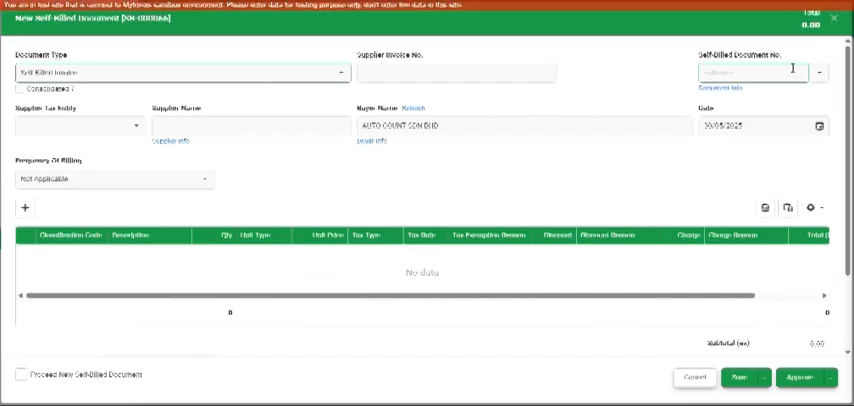 You are in test site that is connected to MyInvois sandbox environment. Please enter data for testing purpose only, don't enter live data in this site.
New Self-Billed Document
Total
0.00
Document Type
Supplier Invoice No.
Self-Billed Document No.
Self-Billed Invoice
Consolidated ?
Document Info
Supplier Tax Entity
Supplier Name
Buyer Name Refresh
Date
AUTO COUNT SDN BHD
30/05/2025
Supplier Info
Buyer Info
Frequency Of Billing
Not Applicable
Classification Code Description Qty Unit Type Unit Price Tax Type Tax Rate Tax Exemption Reason Discount Discount Reason Charge Charge Reason Total (
No data
0
0
Subtotal (ex) 0.00
Proceed New Self-Billed Document
Cancel
Save
Approve